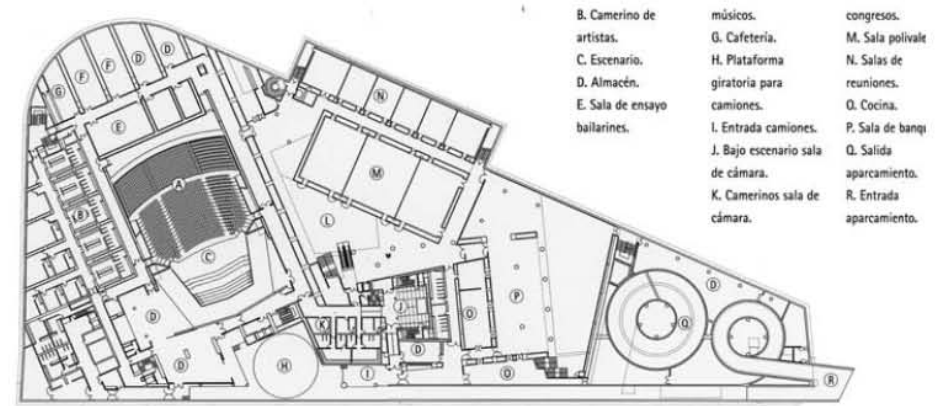 B. Camerino de
artistas.
C. Escenario.
D. Almacén.
E. Sala de ensayo
bailarines.
músicos.
G. Cafetería.
H. Plataforma
giratoria para
camiones.
I. Entrada camiones.
J. Bajo escenario sala
de cámara.
K. Camerinos sala de
cámara.
congresos.
M. Sala polivale
N. Salas de
reuniones.
O. Cocina.
P. Sala de banqu
Q. Salida
aparcamiento.
R. Entrada
aparcamiento.
D
D
F
F
G
E
N
A
M
B
L
C
D
D
J
K
O
P
D
Q
H
I
D
O
R